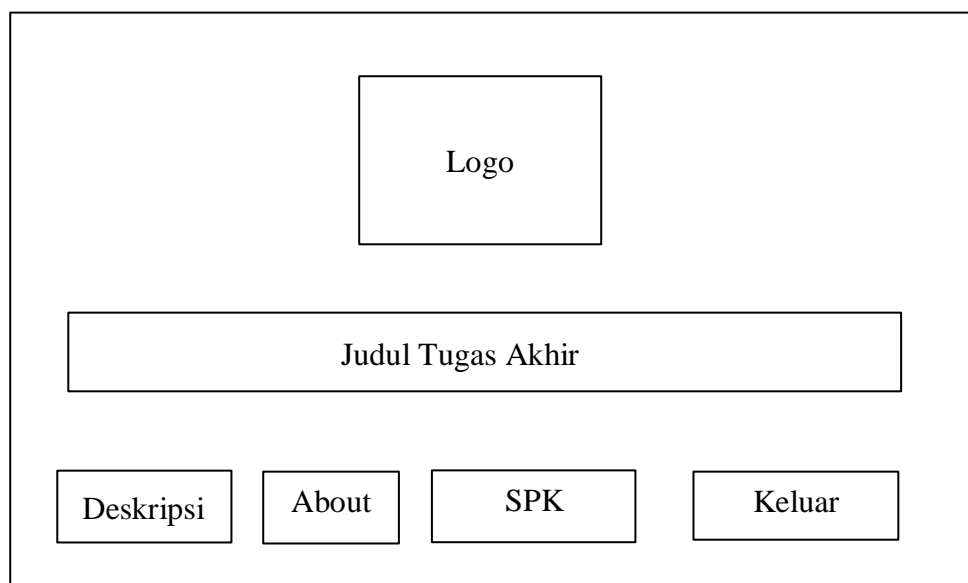 Logo
Judul Tugas Akhir
Deskripsi
About
SPK
Keluar